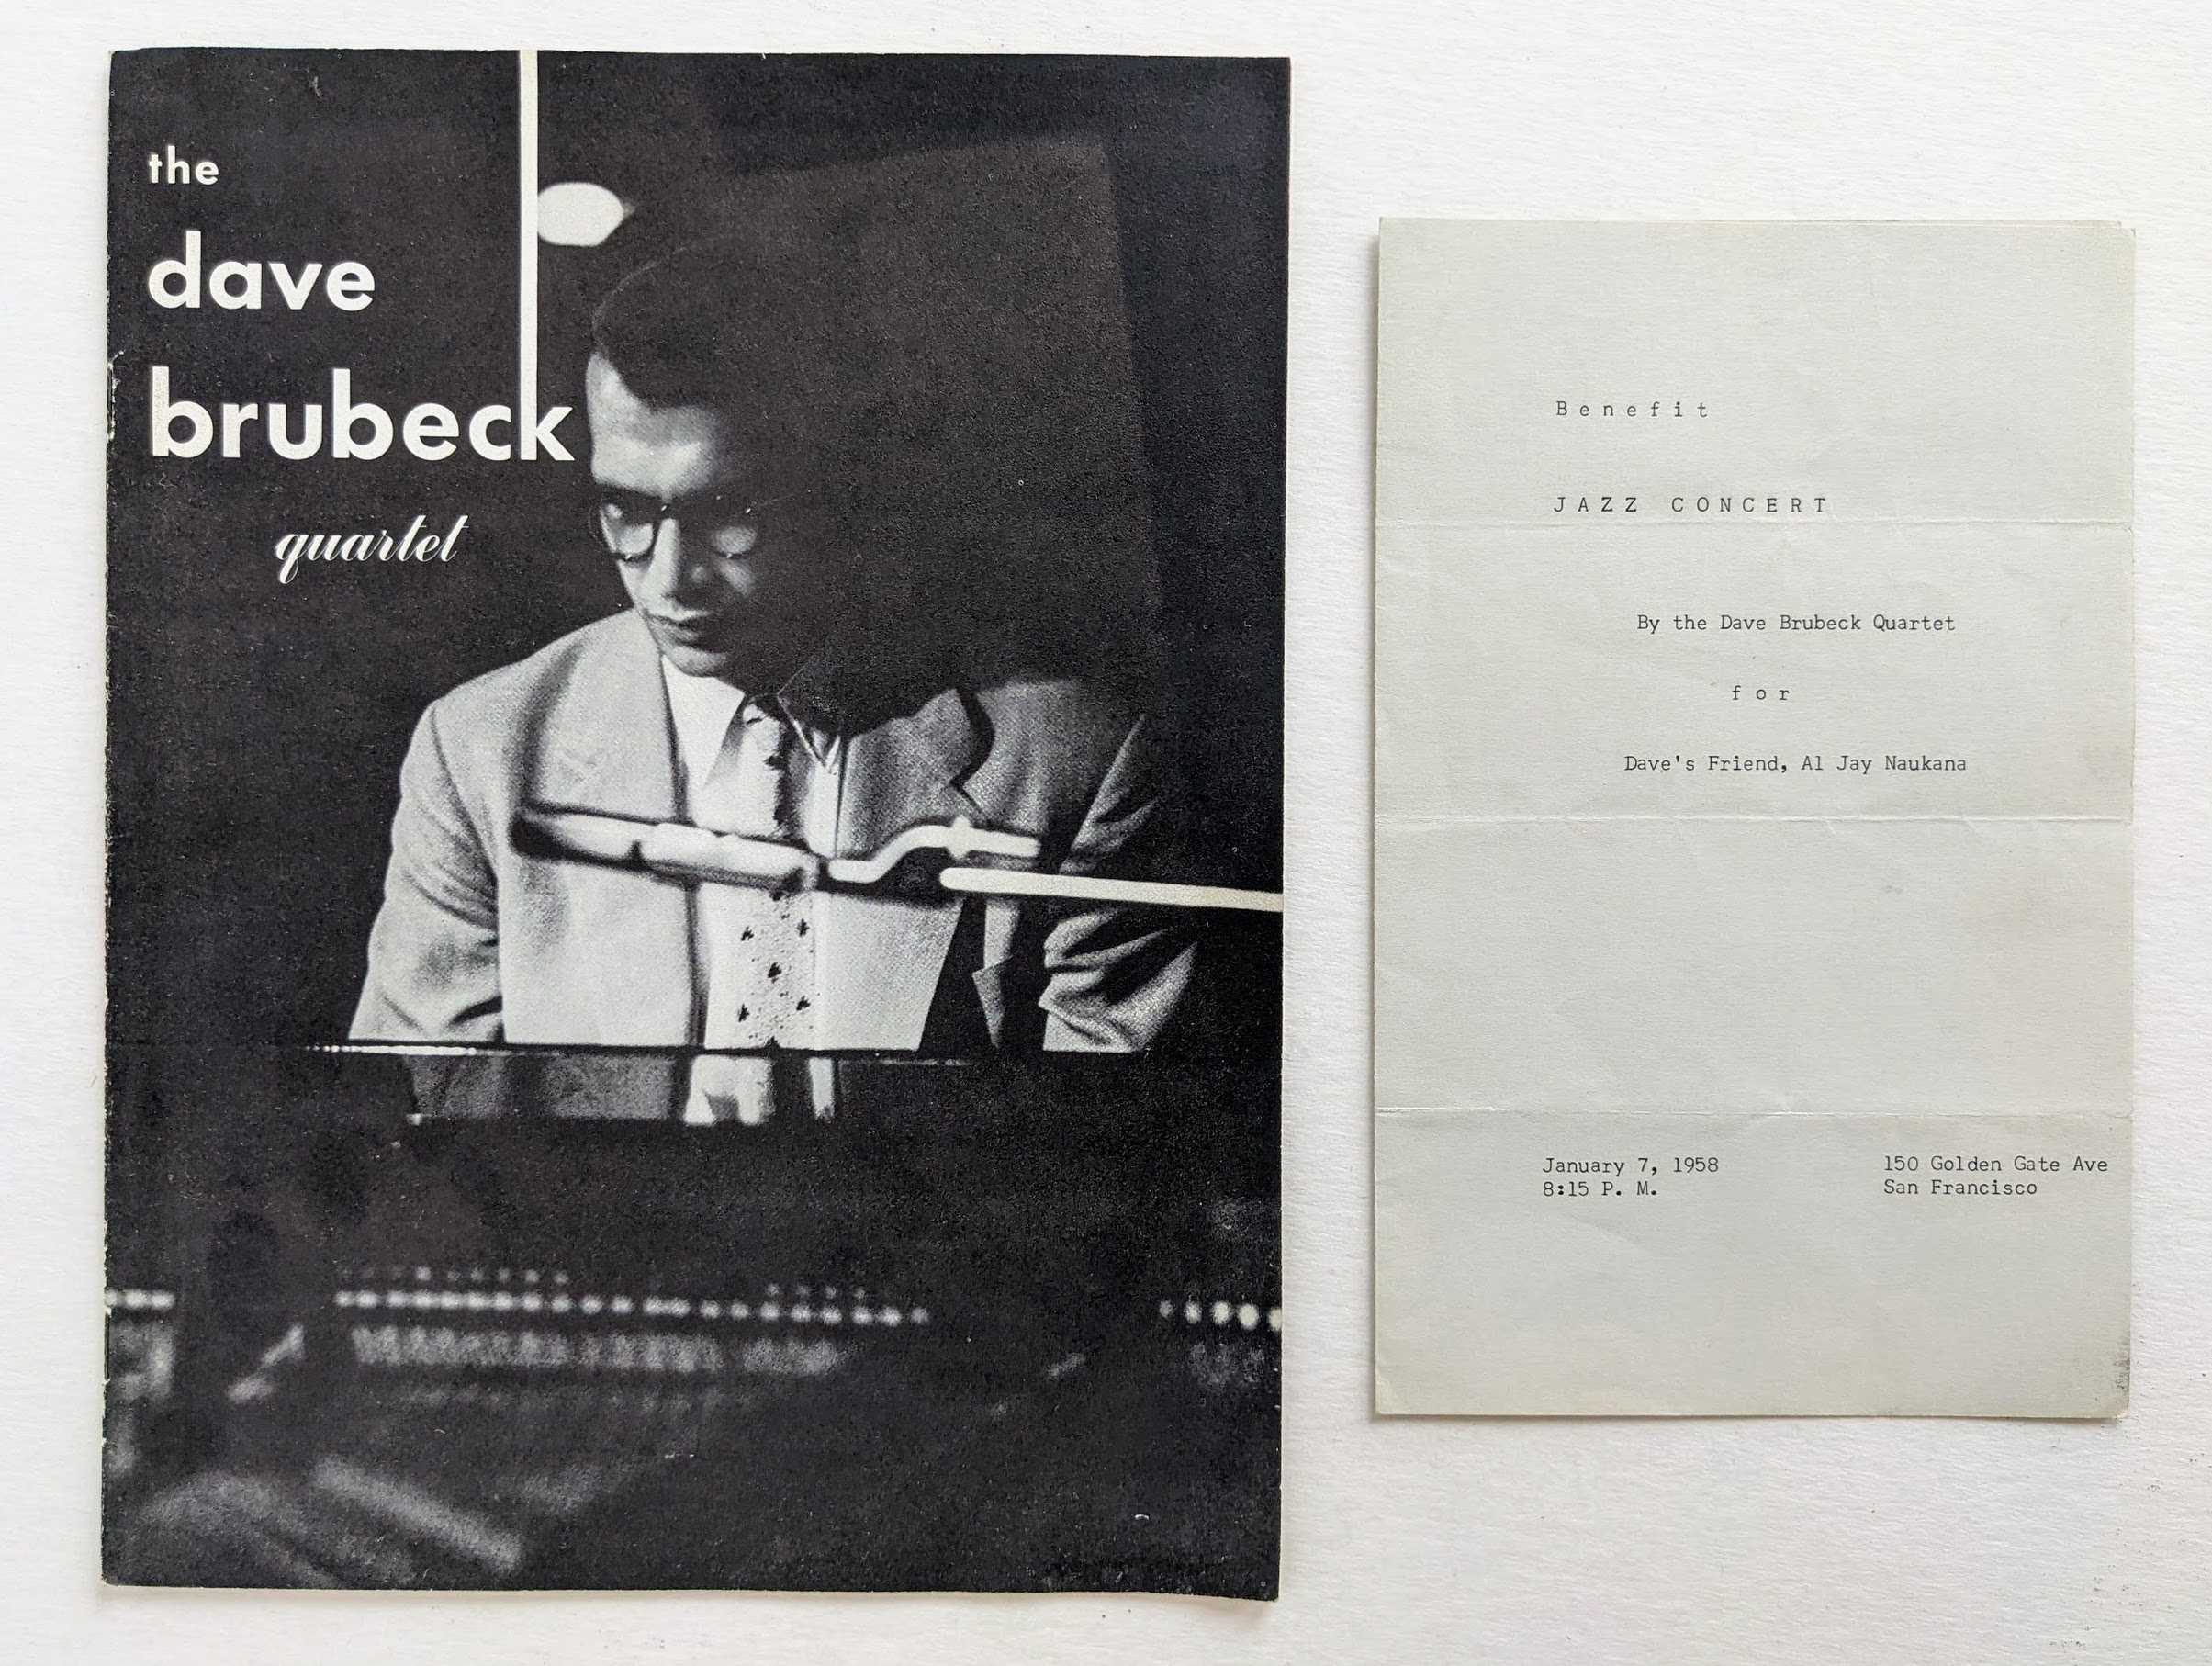 the
dave
brubeck
quartet
Benefit
JAZZ CONCERT
By the Dave Brubeck Quartet
for
Dave's Friend, Al Jay Naukana
January 7, 1958
8:15 P. M.
150 Golden Gate Ave
San Francisco